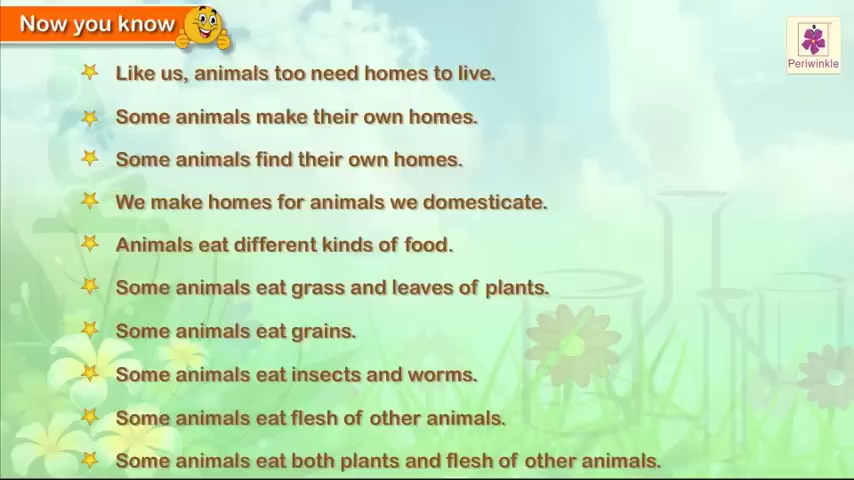 Now you know
Periwinkle
Like us, animals too need homes to live.
Some animals make their own homes.
Some animals find their own homes.
We make homes for animals we domesticate.
Animals eat different kinds of food.
Some animals eat grass and leaves of plants.
Some animals eat grains.
Some animals eat insects and worms.
Some animals eat flesh of other animals.
Some animals eat both plants and flesh of other animals.